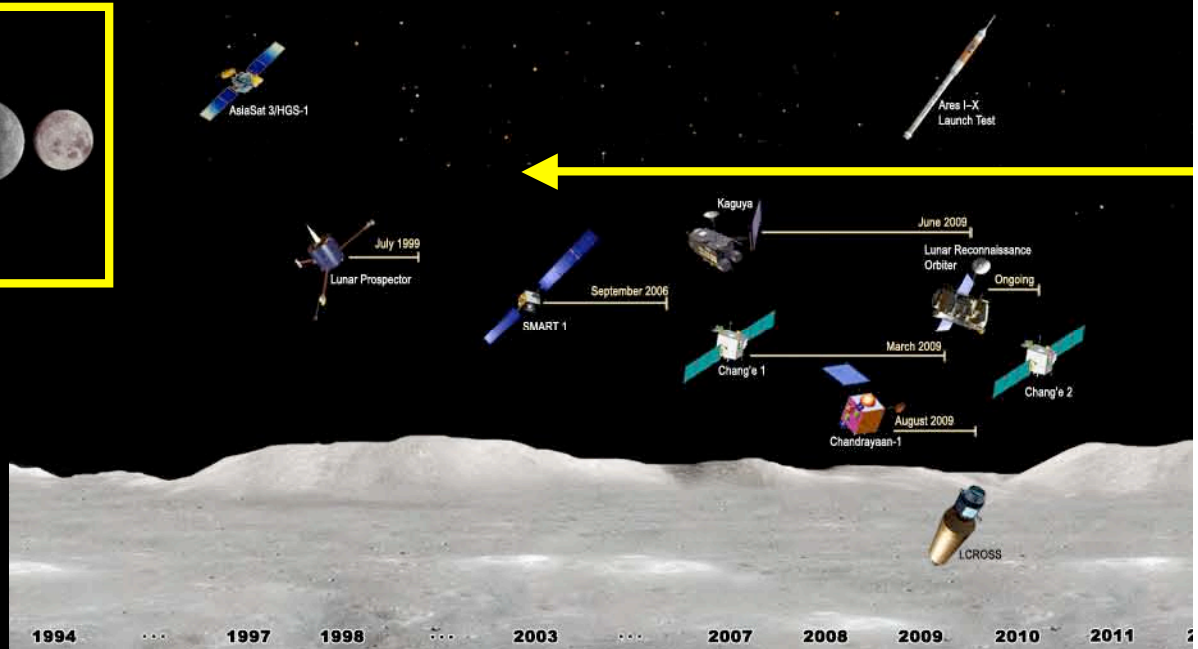 AsiaSat 3/HGS-1
Ares I–X
Launch Test
Kaguya
June 2009
July 1999
Lunar Prospector
Lunar Reconnaissance
Orbiter
Ongoing
September 2006
SMART 1
March 2009
Chang'e 1
Chang'e 2
August 2009
Chandrayaan-1
LCROSS
1994 ... 1997 1998 ... 2003 ... 2007 2008 2009 2010 2011